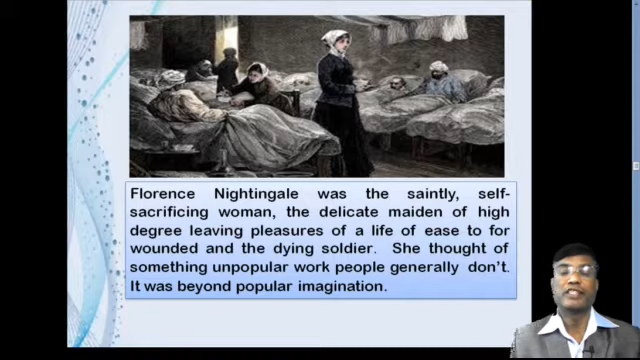 Florence Nightingale was the saintly, self-
sacrificing woman, the delicate maiden of high
degree leaving pleasures of a life of ease to for
wounded and the dying soldier. She thought of
something unpopular work people generally don't.
It was beyond popular imagination.